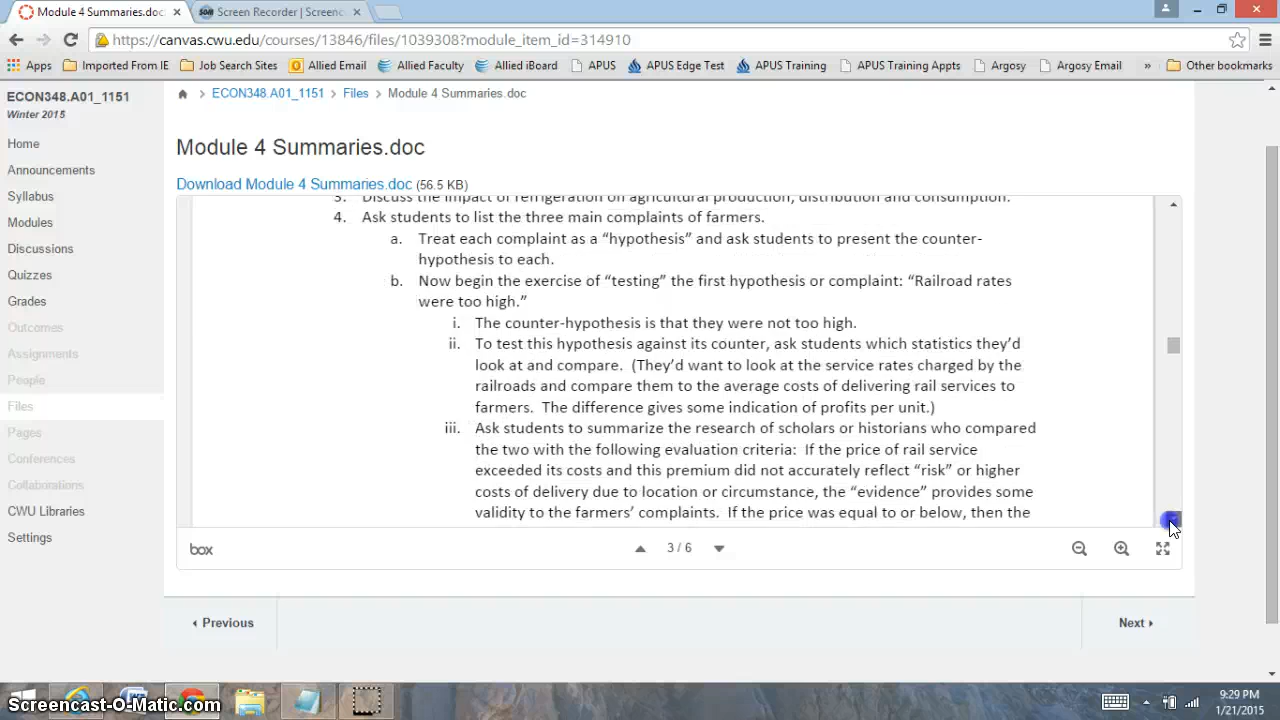 Module 4 Summaries.doc:
Screen Recorder | Screenc
https://canvas.cwu.edu/courses/13846/files/1039308?module_item_id=314910
Apps Imported From IE Job Search Sites Allied Email Allied Faculty Allied iBoard APUS APUS Edge Test APUS Training APUS Training Appts Argosy Argosy Email » Other bookmarks
ECON348.A01_1151
Winter 2015
Home
Announcements
Syllabus
Modules
Discussions
Quizzes
Grades
Outcomes
Assignments
People
Files
Pages
Conferences
Collaborations
CWU Libraries
Settings
ECON348.A01_1151 > Files > Module 4 Summaries.doc
Module 4 Summaries.doc
Download Module 4 Summaries.doc (56.5 KB)
3. Discuss the impact of refrigeration on agricultural production, distribution and consumption.
4. Ask students to list the three main complaints of farmers.
a. Treat each complaint as a “hypothesis” and ask students to present the counter-
hypothesis to each.
b. Now begin the exercise of “testing” the first hypothesis or complaint: “Railroad rates
were too high.”
i. The counter-hypothesis is that they were not too high.
ii. To test this hypothesis against its counter, ask students which statistics they’d
look at and compare. (They’d want to look at the service rates charged by the
railroads and compare them to the average costs of delivering rail services to
farmers. The difference gives some indication of profits per unit.)
iii. Ask students to summarize the research of scholars or historians who compared
the two with the following evaluation criteria: If the price of rail service
exceeded its costs and this premium did not accurately reflect “risk” or higher
costs of delivery due to location or circumstance, the “evidence” provides some
validity to the farmers’ complaints. If the price was equal to or below, then the
box
3 / 6
Previous
Next
Screencast-O-Matic.com
9:29 PM
1/21/2015